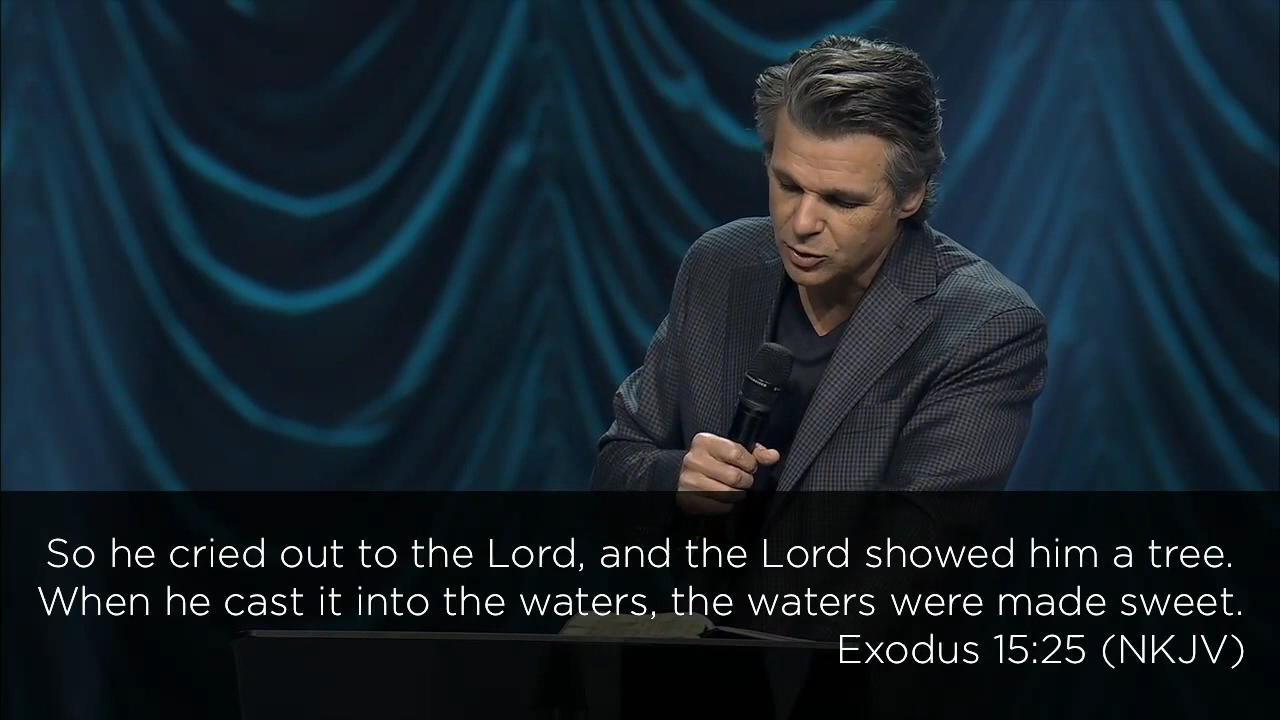 So he cried out to the Lord, and the Lord showed him a tree.
When he cast it into the waters, the waters were made sweet.
Exodus 15:25 (NKJV)